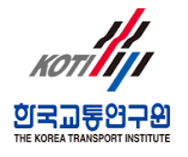 KOTI
한국교통연구원
THE KOREA TRANSPORT INSTITUTE